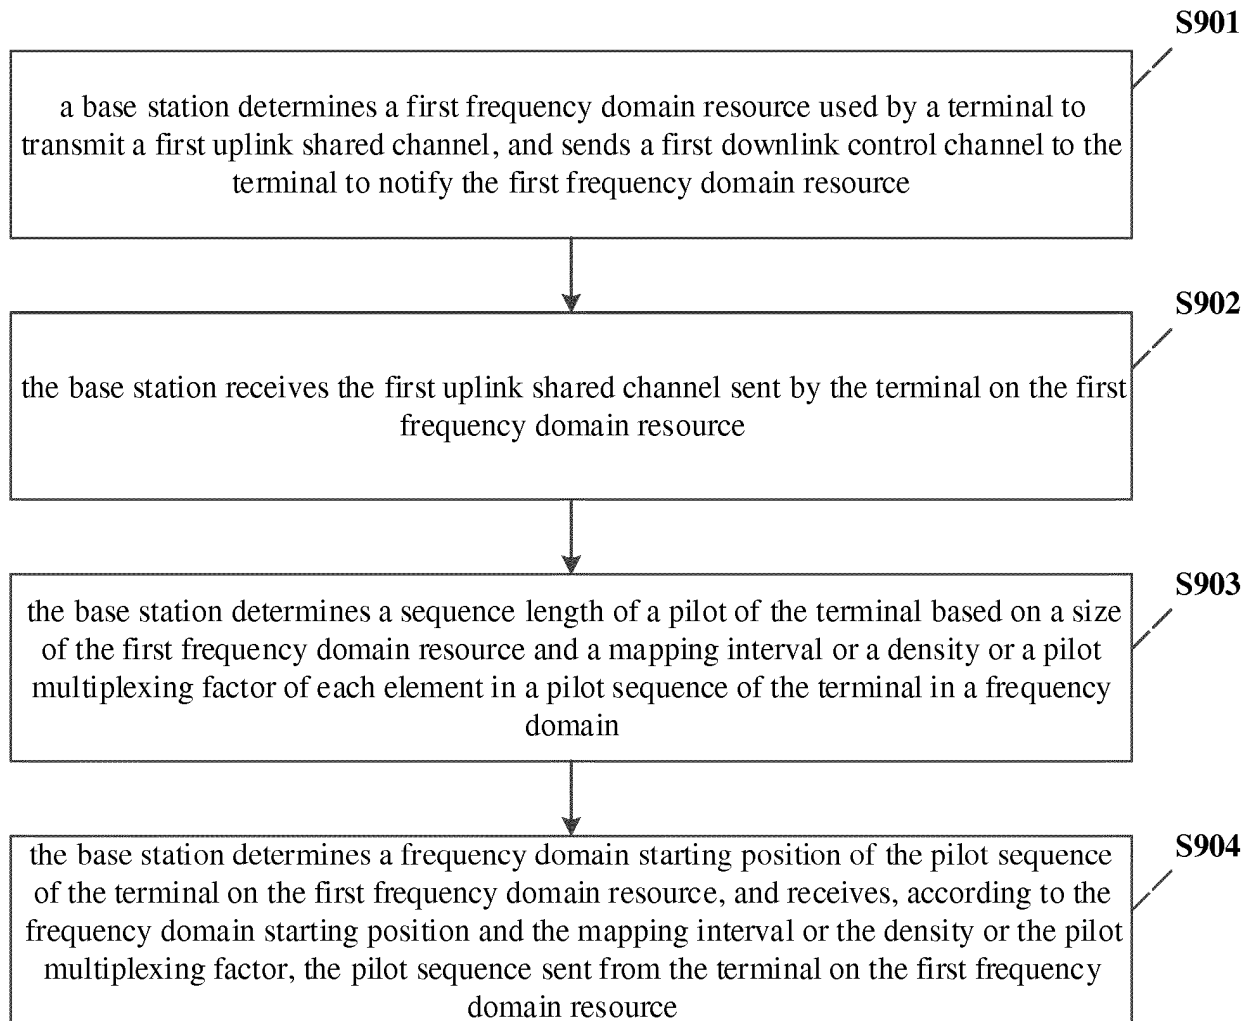 S901
a base station determines a first frequency domain resource used by a terminal to
transmit a first uplink shared channel, and sends a first downlink control channel to the
terminal to notify the first frequency domain resource
S902
the base station receives the first uplink shared channel sent by the terminal on the first
frequency domain resource
S903
the base station determines a sequence length of a pilot of the terminal based on a size
of the first frequency domain resource and a mapping interval or a density or a pilot
multiplexing factor of each element in a pilot sequence of the terminal in a frequency
domain
S904
the base station determines a frequency domain starting position of the pilot sequence
of the terminal on the first frequency domain resource, and receives, according to the
frequency domain starting position and the mapping interval or the density or the pilot
multiplexing factor, the pilot sequence sent from the terminal on the first frequency
domain resource